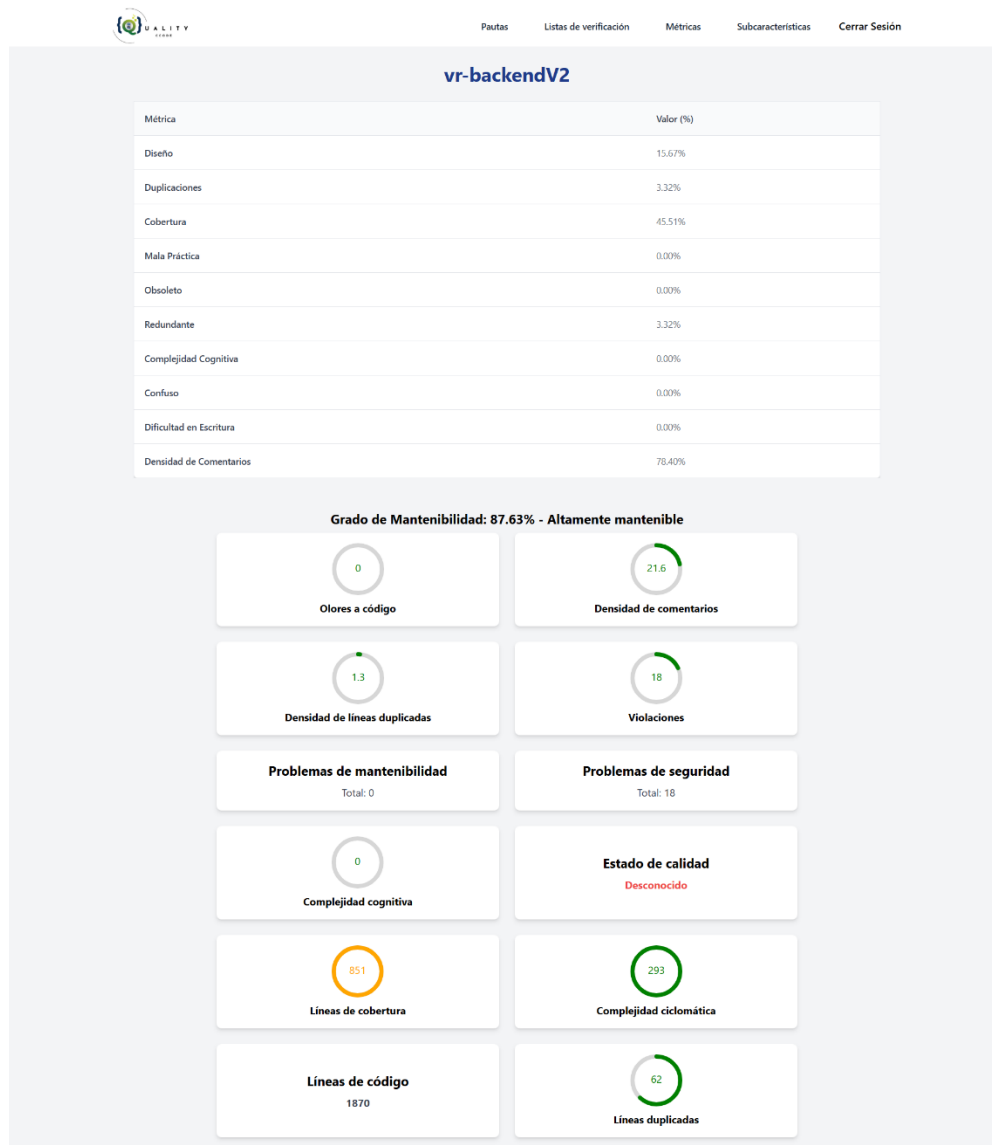 {Q}UALITY Pautas Listas de verificación Métricas Subcaracterísticas Cerrar Sesión
vr-backendV2
Métrica Valor (%)
Diseño 15.67%
Duplicaciones 3.32%
Cobertura 45.51%
Mala Práctica 0.00%
Obsoleto 0.00%
Redundante 3.32%
Complejidad Cognitiva 0.00%
Confuso 0.00%
Dificultad en Escritura 0.00%
Densidad de Comentarios 78.40%
Grado de Mantenibilidad: 87.63% - Altamente mantenible
0 21.6
Olores a código Densidad de comentarios
1.3 18
Densidad de líneas duplicadas Violaciones
Problemas de mantenibilidad Problemas de seguridad
Total: 0 Total: 18
0 Estado de calidad
Complejidad cognitiva Desconocido
851 293
Líneas de cobertura Complejidad ciclomática
Líneas de código 62
1870 Líneas duplicadas